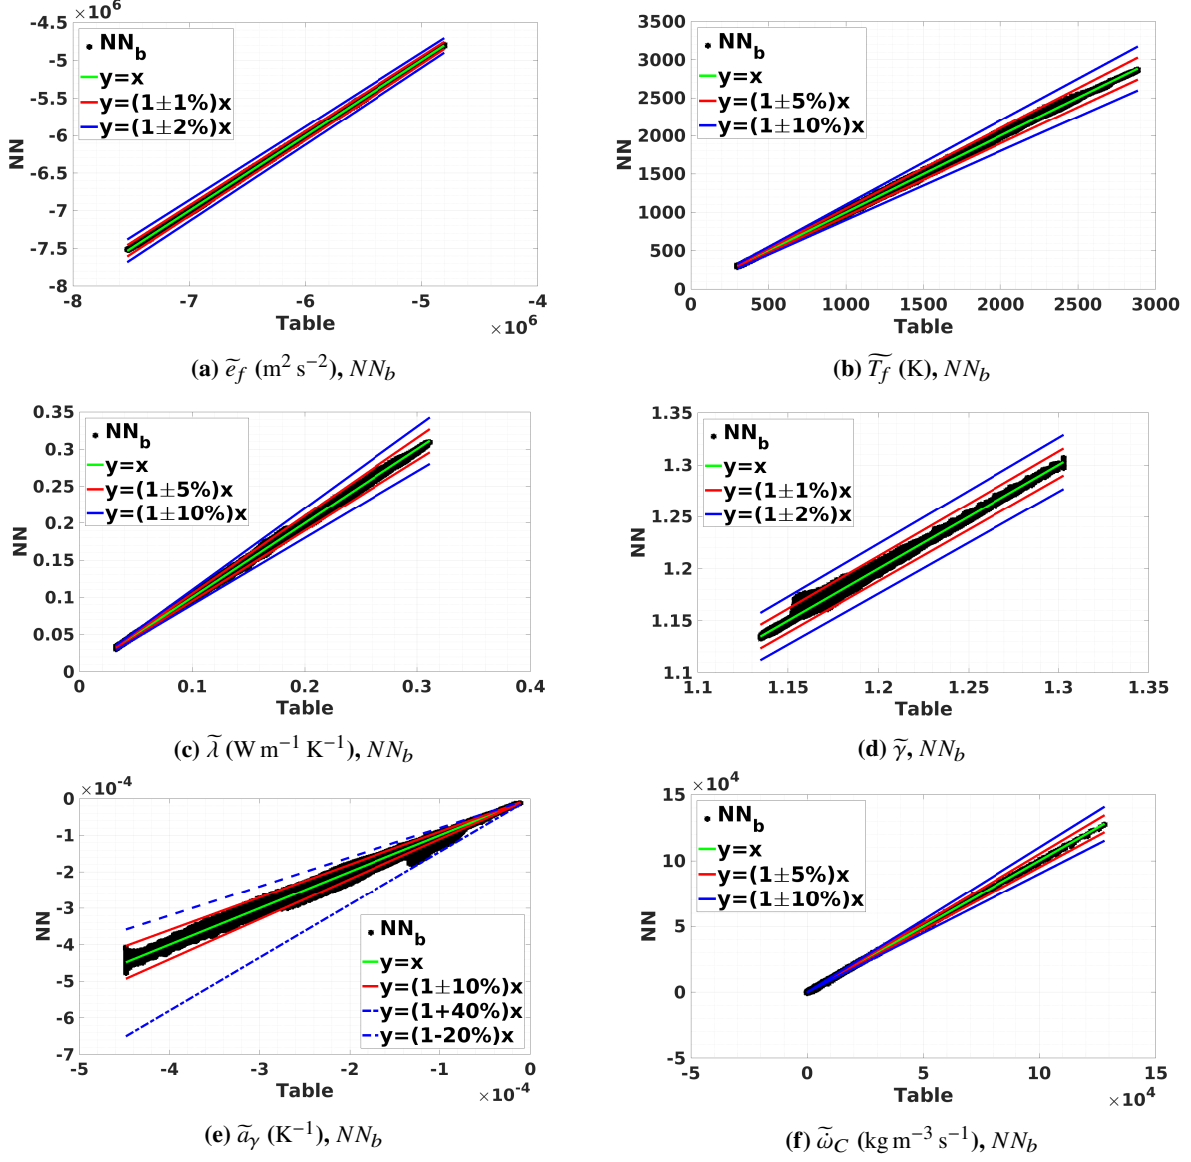 ×10^6
-4.5
-5
-5.5
-6
-6.5
-7
-7.5
-8
NN
NN_b
y=x
y=(1±1%)x
y=(1±2%)x
-8 -7 -6 -5 -4
Table
×10^6
(a) ẽ_f (m² s⁻²), NN_b
3500
3000
2500
2000
1500
1000
500
0
NN
NN_b
y=x
y=(1±5%)x
y=(1±10%)x
0 500 1000 1500 2000 2500 3000
Table
(b) T̃_f (K), NN_b
0.35
0.3
0.25
0.2
0.15
0.1
0.05
0
NN
NN_b
y=x
y=(1±5%)x
y=(1±10%)x
0 0.1 0.2 0.3 0.4
Table
(c) λ̃ (W m⁻¹ K⁻¹), NN_b
1.35
1.3
1.25
1.2
1.15
1.1
NN
NN_b
y=x
y=(1±1%)x
y=(1±2%)x
1.1 1.15 1.2 1.25 1.3 1.35
Table
(d) γ̃, NN_b
×10^-4
0
-1
-2
-3
-4
-5
-6
-7
NN
NN_b
y=x
y=(1±10%)x
y=(1+40%)x
y=(1-20%)x
-5 -4 -3 -2 -1 0
Table
×10^-4
(e) ã_γ (K⁻¹), NN_b
×10^4
15
10
5
0
-5
NN
NN_b
y=x
y=(1±5%)x
y=(1±10%)x
-5 0 5 10 15
Table
×10^4
(f) ω̇̃_C (kg m⁻³ s⁻¹), NN_b